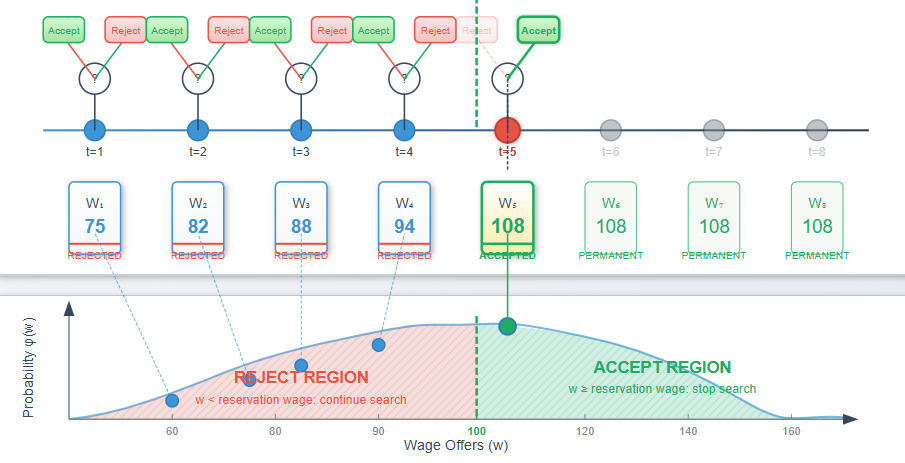 Accept Reject Accept Reject Accept Reject Accept Reject Reject Accept
? ? ? ? ?
t=1 t=2 t=3 t=4 t=5 t=6 t=7 t=8
W₁ W₂ W₃ W₄ W₅ W₆ W₇ W₈
75 82 88 94 108 108 108 108
REJECTED REJECTED REJECTED REJECTED ACCEPTED PERMANENT PERMANENT PERMANENT
Probability φ(w)
REJECT REGION ACCEPT REGION
w < reservation wage: continue search w ≥ reservation wage: stop search
60 80 90 100 120 140 160
Wage Offers (w)